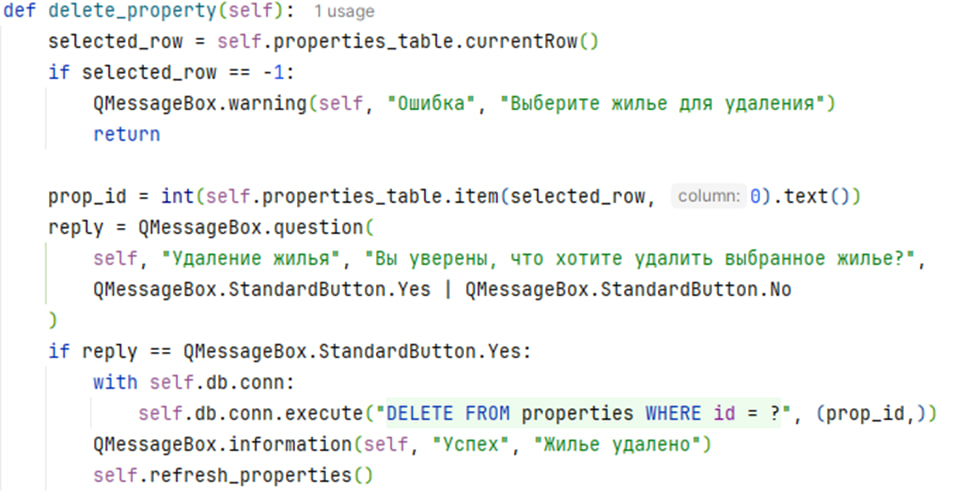 def delete_property(self): 1 usage
    selected_row = self.properties_table.currentRow()
    if selected_row == -1:
        QMessageBox.warning(self, "Ошибка", "Выберите жилье для удаления")
        return

    prop_id = int(self.properties_table.item(selected_row, column: 0).text())
    reply = QMessageBox.question(
        self, "Удаление жилья", "Вы уверены, что хотите удалить выбранное жилье?",
        QMessageBox.StandardButton.Yes | QMessageBox.StandardButton.No
    )
    if reply == QMessageBox.StandardButton.Yes:
        with self.db.conn:
            self.db.conn.execute("DELETE FROM properties WHERE id = ?", (prop_id,))
        QMessageBox.information(self, "Успех", "Жилье удалено")
        self.refresh_properties()